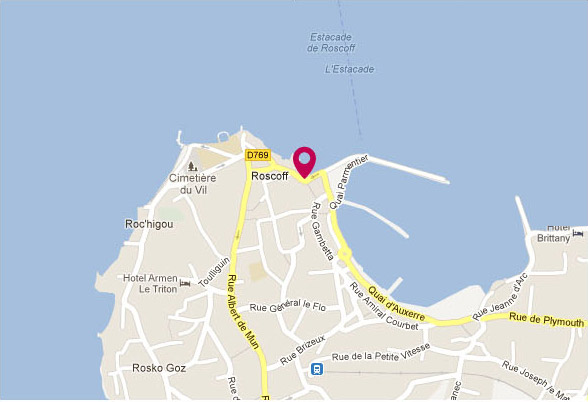 Estacade
de Roscoff
L'Estacade
D769
Cimetière
du Vil
Roscoff
Quai Parmentier
Roc'higou
Rue Gambetta
Hotel
Brittany
Toulliguin
Hotel Armen
Le Triton
Rue Albert de Mun
Rue Général le Flo
Rue Amiral Courbet
Quai d'Auxerre
Rue Jeanne d'Arc
Rue de Plymouth
Rue Brizeux
Rue de la Petite Vitesse
Rosko Goz
anec
Rue Joseph le Mat